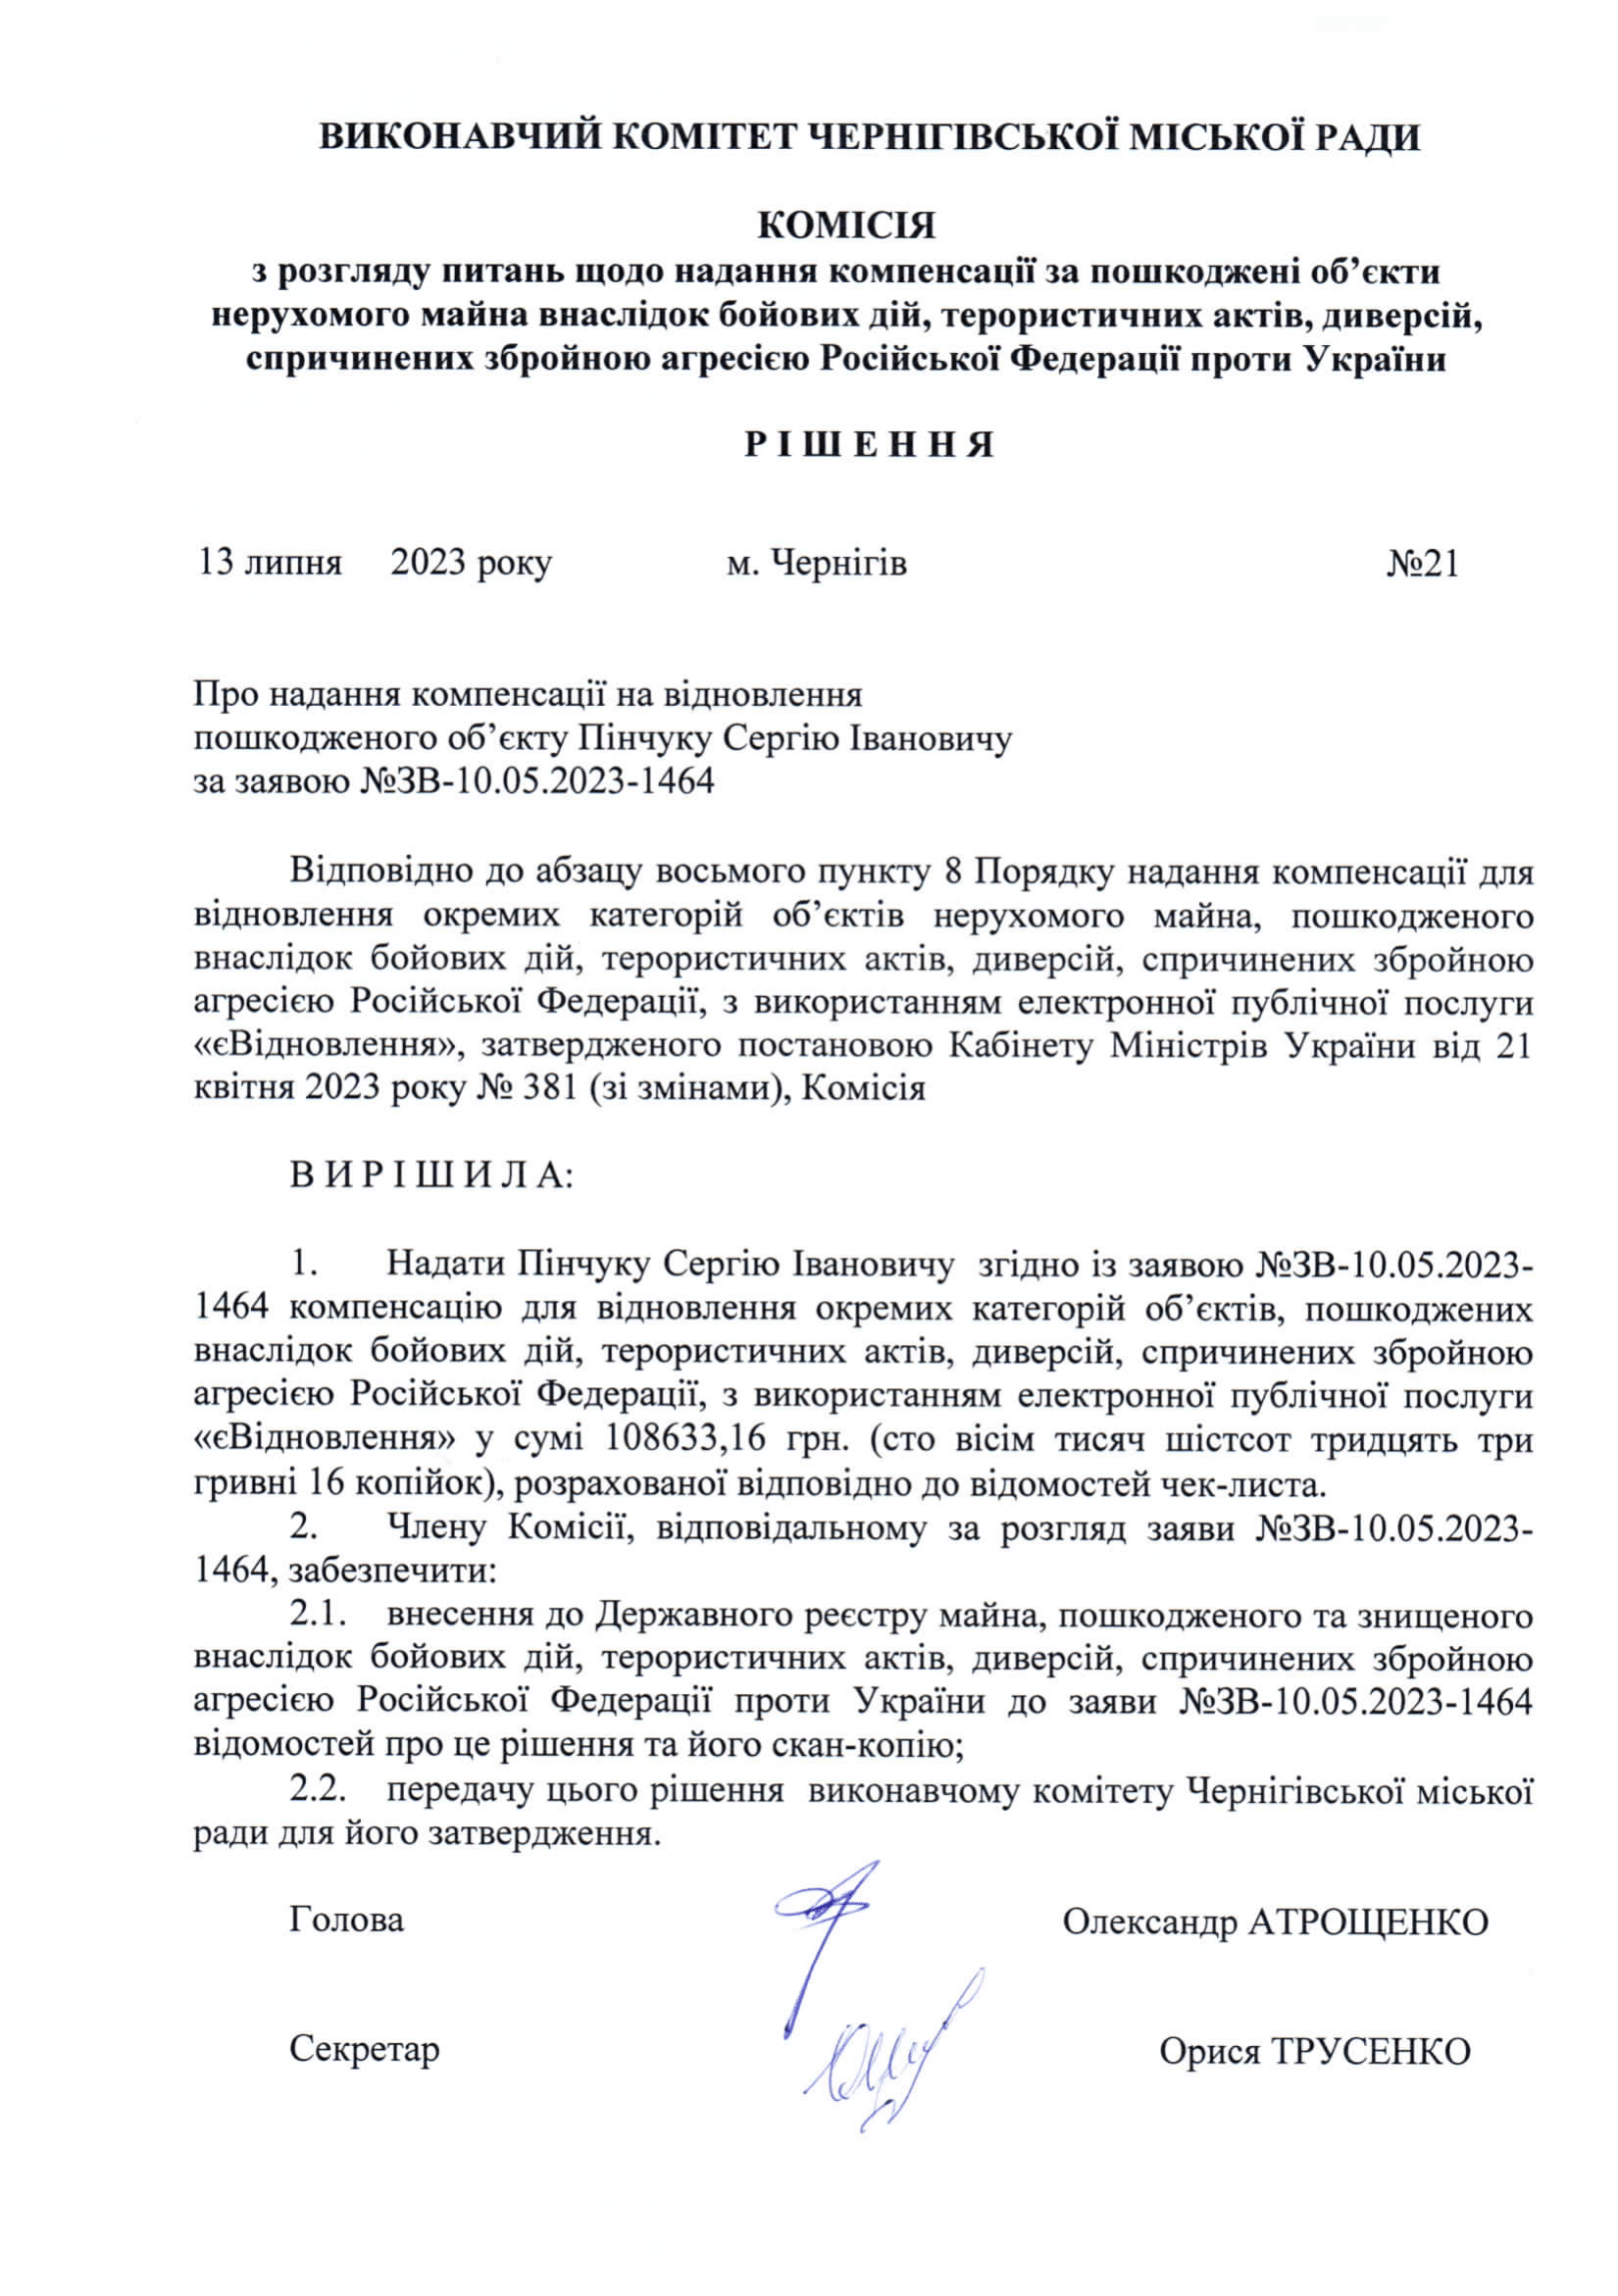 ВИКОНАВЧИЙ КОМІТЕТ ЧЕРНІГІВСЬКОЇ МІСЬКОЇ РАДИ
КОМІСІЯ
з розгляду питань щодо надання компенсації за пошкоджені об’єкти
нерухомого майна внаслідок бойових дій, терористичних актів, диверсій,
спричинених збройною агресією Російської Федерації проти України
Р І Ш Е Н Н Я
13 липня 2023 року м. Чернігів №21
Про надання компенсації на відновлення
пошкодженого об’єкту Пінчуку Сергію Івановичу
за заявою №ЗВ-10.05.2023-1464
Відповідно до абзацу восьмого пункту 8 Порядку надання компенсації для
відновлення окремих категорій об’єктів нерухомого майна, пошкодженого
внаслідок бойових дій, терористичних актів, диверсій, спричинених збройною
агресією Російської Федерації, з використанням електронної публічної послуги
«єВідновлення», затвердженого постановою Кабінету Міністрів України від 21
квітня 2023 року № 381 (зі змінами), Комісія
В И Р І Ш И Л А:
1. Надати Пінчуку Сергію Івановичу згідно із заявою №ЗВ-10.05.2023-
1464 компенсацію для відновлення окремих категорій об’єктів, пошкоджених
внаслідок бойових дій, терористичних актів, диверсій, спричинених збройною
агресією Російської Федерації, з використанням електронної публічної послуги
«єВідновлення» у сумі 108633,16 грн. (сто вісім тисяч шістсот тридцять три
гривні 16 копійок), розрахованої відповідно до відомостей чек-листа.
2. Члену Комісії, відповідальному за розгляд заяви №ЗВ-10.05.2023-
1464, забезпечити:
2.1. внесення до Державного реєстру майна, пошкодженого та знищеного
внаслідок бойових дій, терористичних актів, диверсій, спричинених збройною
агресією Російської Федерації проти України до заяви №ЗВ-10.05.2023-1464
відомостей про це рішення та його скан-копію;
2.2. передачу цього рішення виконавчому комітету Чернігівської міської
ради для його затвердження.
Голова Олександр АТРОЩЕНКО
Секретар Орися ТРУСЕНКО